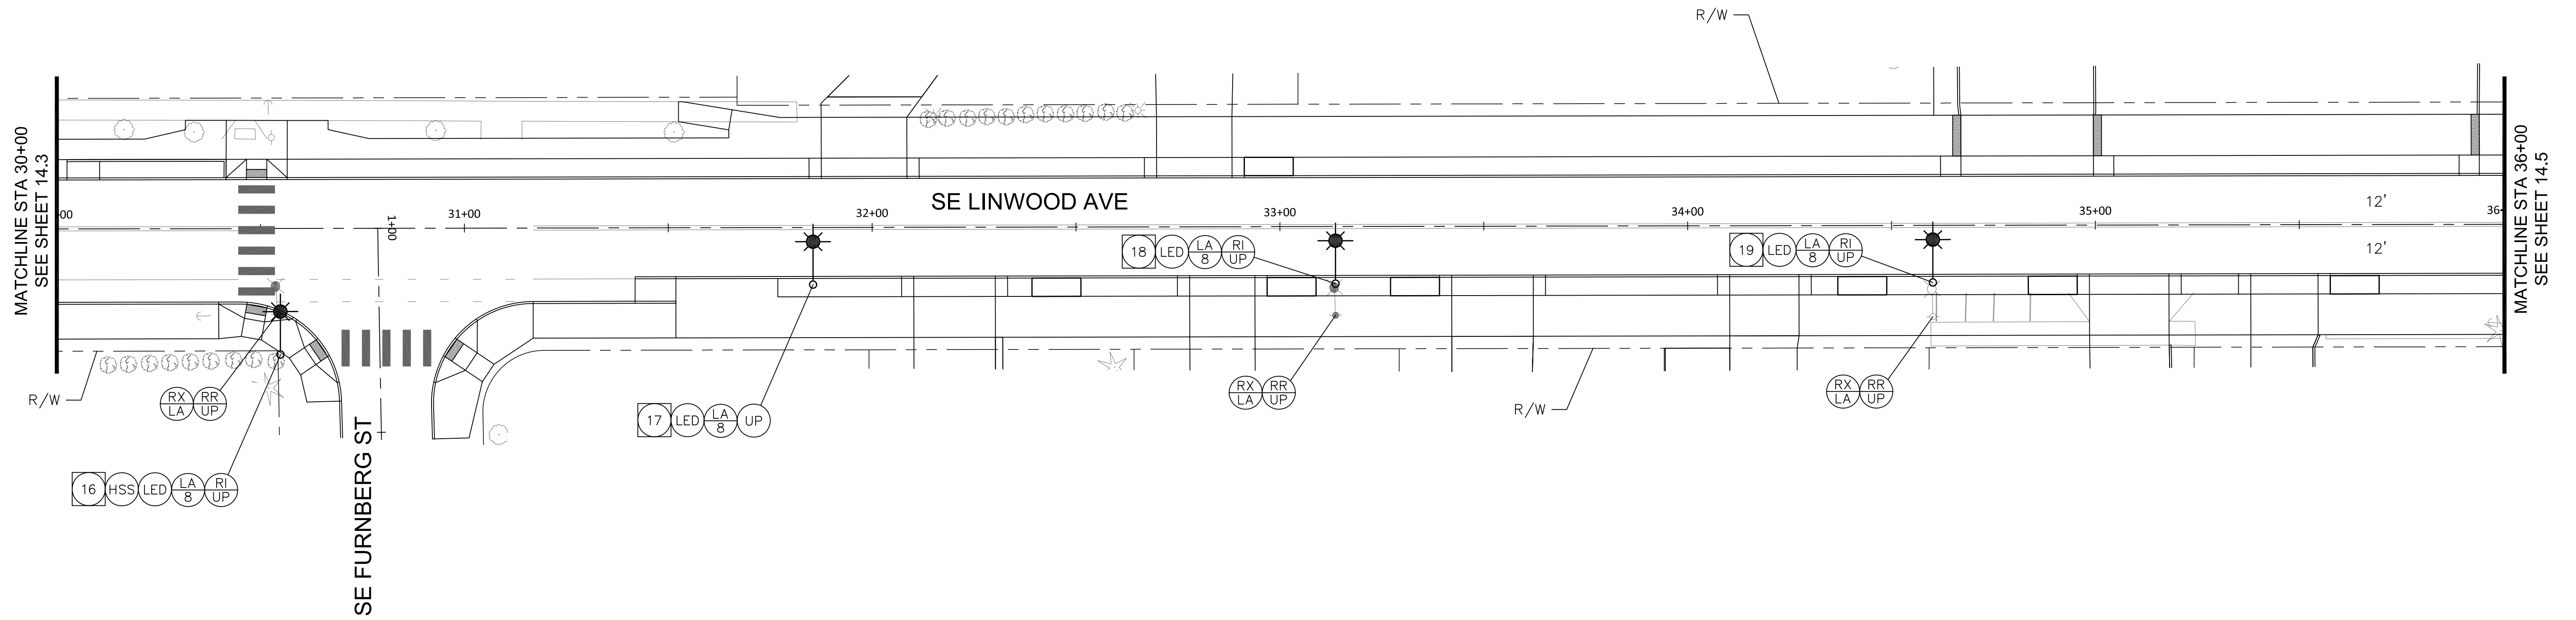 R/W
MATCHLINE STA 30+00
SEE SHEET 14.3
00
1+00
31+00
32+00
SE LINWOOD AVE
33+00
34+00
35+00
12'
36+
12'
MATCHLINE STA 36+00
SEE SHEET 14.5
18 LED LA 8 RI UP
19 LED LA 8 RI UP
R/W
RX LA RR UP
17 LED LA 8 UP
RX LA RR UP
R/W
RX LA RR UP
16 HSS LED LA 8 RI UP
SE FURNBERG ST